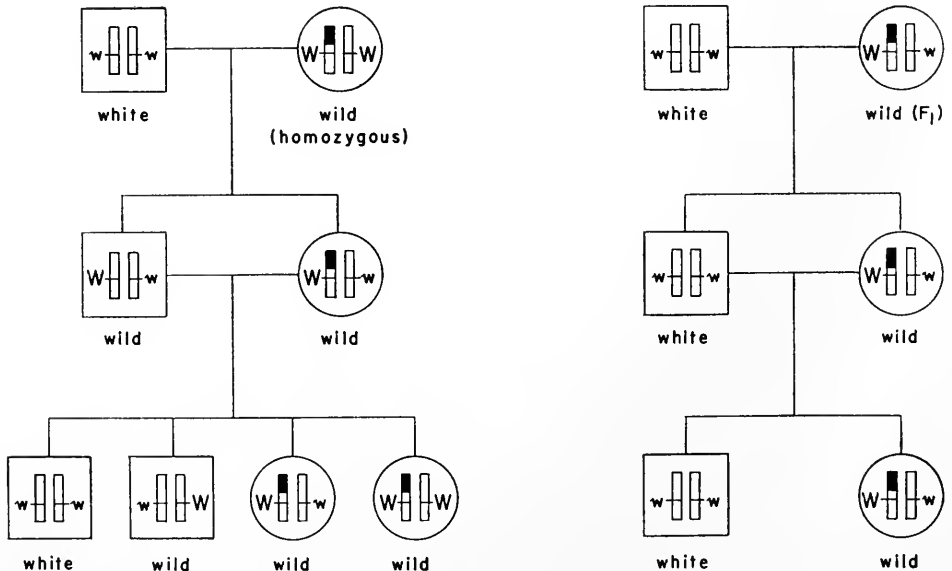 w w W W
white wild
(homozygous)
W w W w
wild wild
w w w W W w W W
white wild wild wild
w w W w
white wild (F₁)
w w W w
white wild
w w W w
white wild